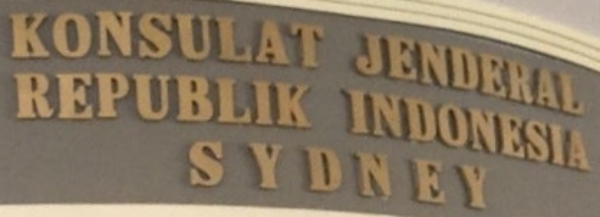 KONSULAT JENDERAL
REPUBLIK INDONESIA
SYDNEY